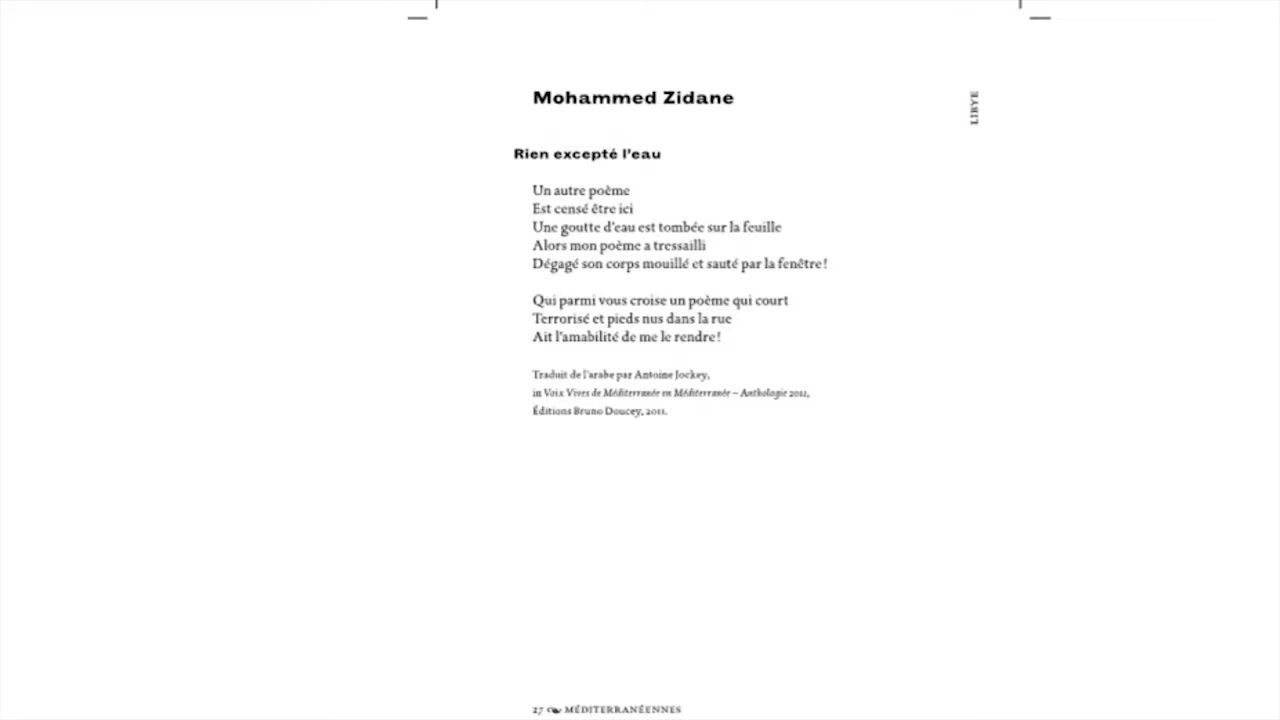 Mohammed Zidane
LIBYE
Rien excepté l'eau
Un autre poème
Est censé être ici
Une goutte d'eau est tombée sur la feuille
Alors mon poème a tressailli
Dégagé son corps mouillé et sauté par la fenêtre!
Qui parmi vous croise un poème qui court
Terrorisé et pieds nus dans la rue
Ait l'amabilité de me le rendre!
Traduit de l'arabe par Antoine Jockey,
in Voix Vives de Méditerranée en Méditerranée – Anthologie 2011,
Éditions Bruno Doucey, 2011.
27 ❧ MÉDITERRANÉENNES